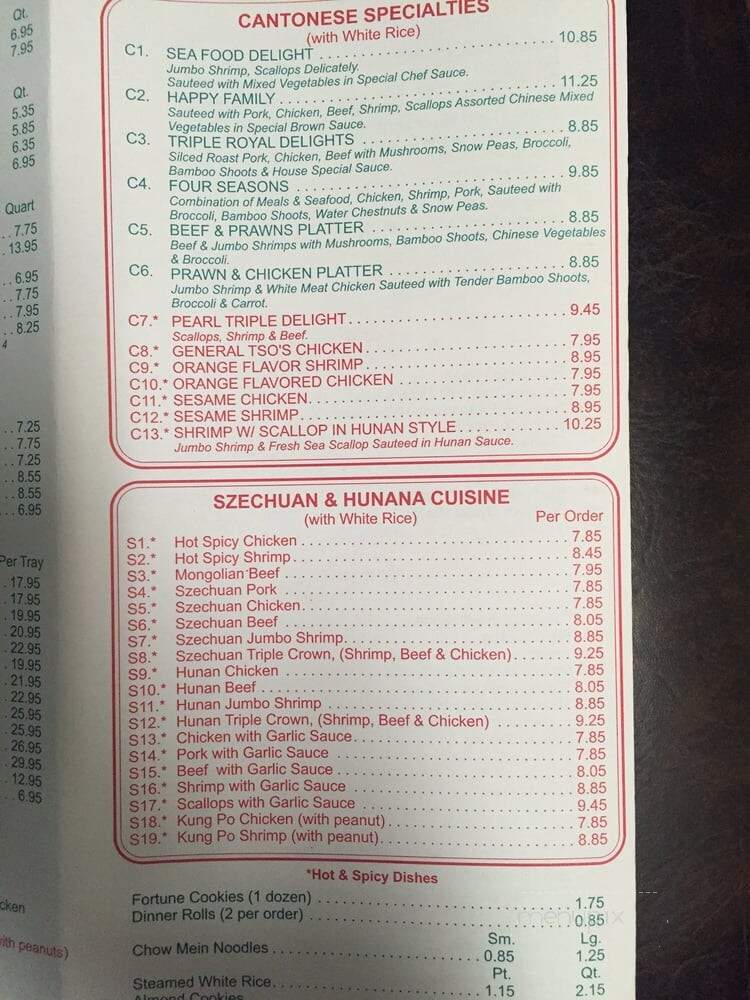 Qt.
6.95
7.95
Qt.
5.35
5.85
6.35
6.95
Quart
. . 7.75
. 13.95
. . 6.95
. . 7.75
. . 7.95
. . 8.25
4
. . 7.25
. . 7.75
. . 7.25
. . 8.55
. . 8.55
. . . 6.95
Per Tray
. 17.95
. 17.95
. 19.95
. 20.95
. 22.95
. 19.95
. 21.95
. 22.95
. 25.95
. 25.95
. 26.95
. 29.95
. 12.95
. . 6.95
cken
ith peanuts)
CANTONESE SPECIALTIES
(with White Rice)
C1. SEA FOOD DELIGHT 10.85
Jumbo Shrimp, Scallops Delicately.
Sauteed with Mixed Vegetables in Special Chef Sauce.
C2. HAPPY FAMILY 11.25
Sauteed with Pork, Chicken, Beef, Shrimp, Scallops Assorted Chinese Mixed
Vegetables in Special Brown Sauce.
C3. TRIPLE ROYAL DELIGHTS 8.85
Silced Roast Pork, Chicken, Beef with Mushrooms, Snow Peas, Broccoli,
Bamboo Shoots & House Special Sauce.
C4. FOUR SEASONS 9.85
Combination of Meals & Seafood, Chicken, Shrimp, Pork, Sauteed with
Broccoli, Bamboo Shoots, Water Chestnuts & Snow Peas.
C5. BEEF & PRAWNS PLATTER 8.85
Beef & Jumbo Shrimps with Mushrooms, Bamboo Shoots, Chinese Vegetables
& Broccoli.
C6. PRAWN & CHICKEN PLATTER 8.85
Jumbo Shrimp & White Meat Chicken Sauteed with Tender Bamboo Shoots,
Broccoli & Carrot.
C7.* PEARL TRIPLE DELIGHT 9.45
Scallops, Shrimp & Beef.
C8.* GENERAL TSO'S CHICKEN 7.95
C9.* ORANGE FLAVOR SHRIMP 8.95
C10.* ORANGE FLAVORED CHICKEN 7.95
C11.* SESAME CHICKEN 7.95
C12.* SESAME SHRIMP 8.95
C13.* SHRIMP W/ SCALLOP IN HUNAN STYLE 10.25
Jumbo Shrimp & Fresh Sea Scallop Sauteed in Hunan Sauce.
SZECHUAN & HUNANA CUISINE
(with White Rice) Per Order
S1.* Hot Spicy Chicken 7.85
S2.* Hot Spicy Shrimp 8.45
S3.* Mongolian Beef 7.95
S4.* Szechuan Pork 7.85
S5.* Szechuan Chicken 7.85
S6.* Szechuan Beef 8.05
S7.* Szechuan Jumbo Shrimp 8.85
S8.* Szechuan Triple Crown, (Shrimp, Beef & Chicken) 9.25
S9.* Hunan Chicken 7.85
S10.* Hunan Beef 8.05
S11.* Hunan Jumbo Shrimp 8.85
S12.* Hunan Triple Crown, (Shrimp, Beef & Chicken) 9.25
S13.* Chicken with Garlic Sauce 7.85
S14.* Pork with Garlic Sauce 7.85
S15.* Beef with Garlic Sauce 8.05
S16.* Shrimp with Garlic Sauce 8.85
S17.* Scallops with Garlic Sauce 9.45
S18.* Kung Po Chicken (with peanut) 7.85
S19.* Kung Po Shrimp (with peanut) 8.85
*Hot & Spicy Dishes
Fortune Cookies (1 dozen) 1.75
Dinner Rolls (2 per order) 0.85
Sm. Lg.
Chow Mein Noodles 0.85 1.25
Pt. Qt.
Steamed White Rice 1.15 2.15
Almond Cookies